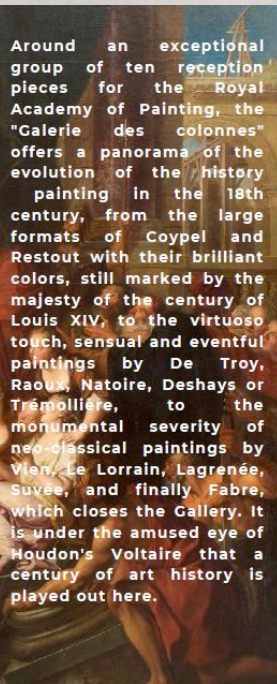 Around an exceptional
group of ten reception
pieces for the Royal
Academy of Painting, the
"Galerie des colonnes"
offers a panorama of the
evolution of the history
painting in the 18th
century, from the large
formats of Coypel and
Restout with their brilliant
colors, still marked by the
majesty of the century of
Louis XIV, to the virtuoso
touch, sensual and eventful
paintings by De Troy,
Raoux, Natoire, Deshays or
Trémollière, to the
monumental severity of
neo-classical paintings by
Vien, Le Lorrain, Lagrenée,
Suvée, and finally Fabre,
which closes the Gallery. It
is under the amused eye of
Houdon's Voltaire that a
century of art history is
played out here.